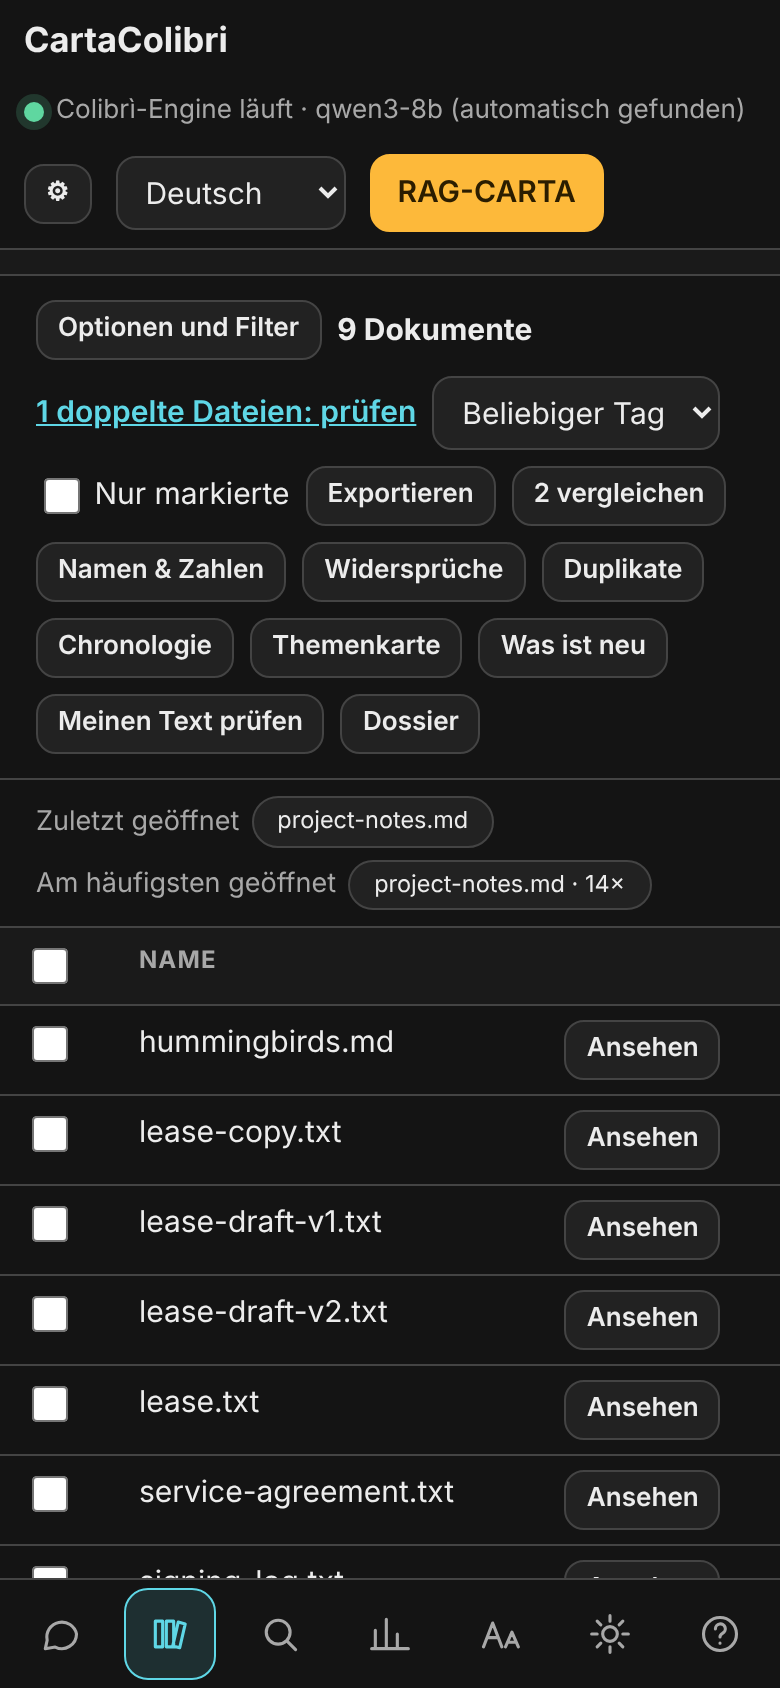 CartaColibri
Colibrì-Engine läuft · qwen3-8b (automatisch gefunden)
Deutsch
RAG-CARTA
Optionen und Filter 9 Dokumente
1 doppelte Dateien: prüfen Beliebiger Tag
Nur markierte Exportieren 2 vergleichen
Namen & Zahlen Widersprüche Duplikate
Chronologie Themenkarte Was ist neu
Meinen Text prüfen Dossier
Zuletzt geöffnet project-notes.md
Am häufigsten geöffnet project-notes.md · 14×
NAME
hummingbirds.md Ansehen
lease-copy.txt Ansehen
lease-draft-v1.txt Ansehen
lease-draft-v2.txt Ansehen
lease.txt Ansehen
service-agreement.txt Ansehen
AA